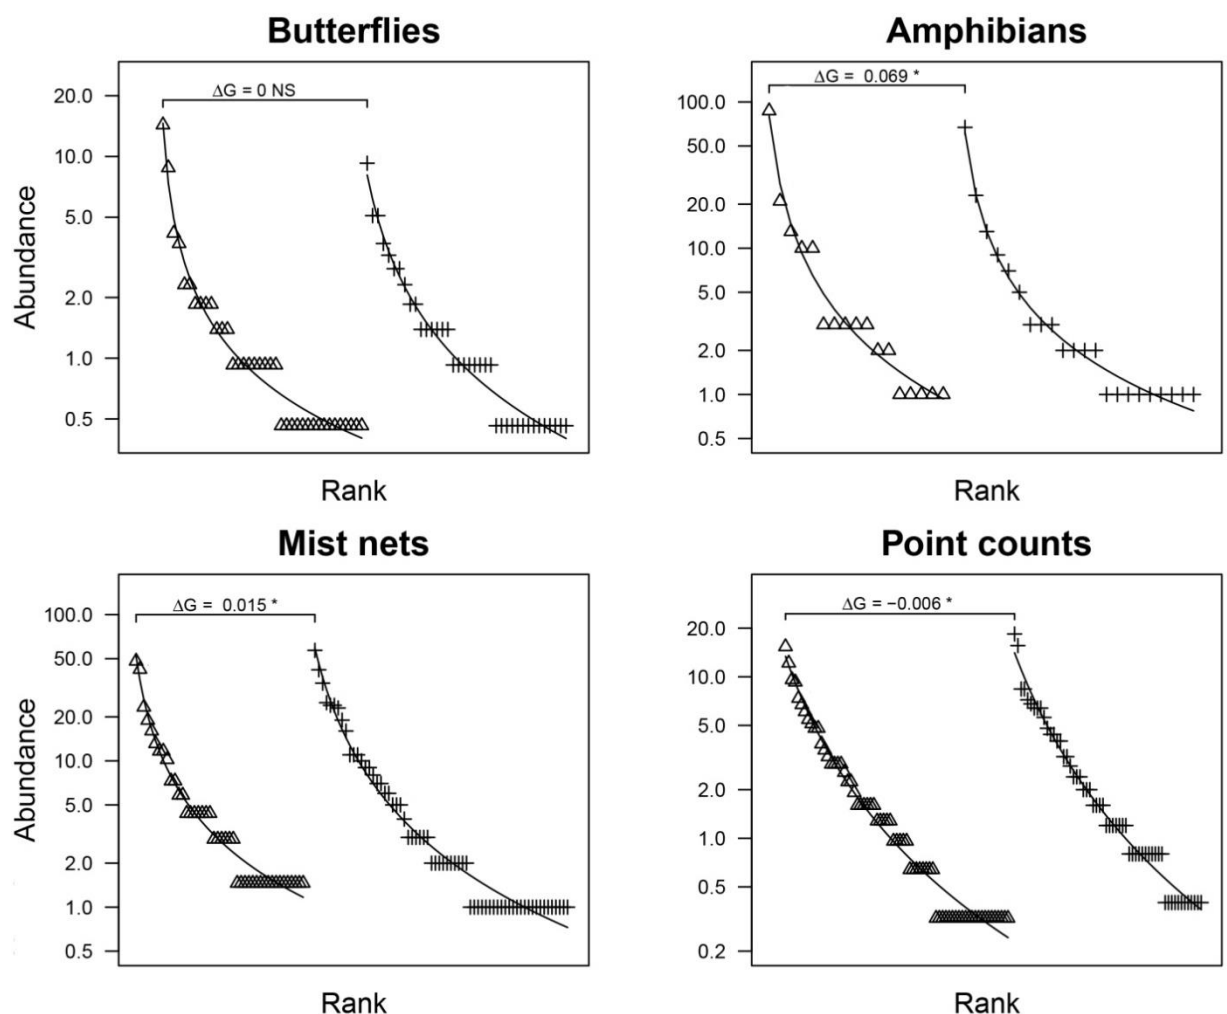 Butterflies
ΔG = 0 NS
20.0
10.0
5.0
2.0
1.0
0.5
Abundance
Rank
Amphibians
ΔG = 0.069 *
100.0
50.0
20.0
10.0
5.0
2.0
1.0
0.5
Rank
Mist nets
ΔG = 0.015 *
100.0
50.0
20.0
10.0
5.0
2.0
1.0
0.5
Abundance
Rank
Point counts
ΔG = −0.006 *
20.0
10.0
5.0
2.0
1.0
0.5
0.2
Rank